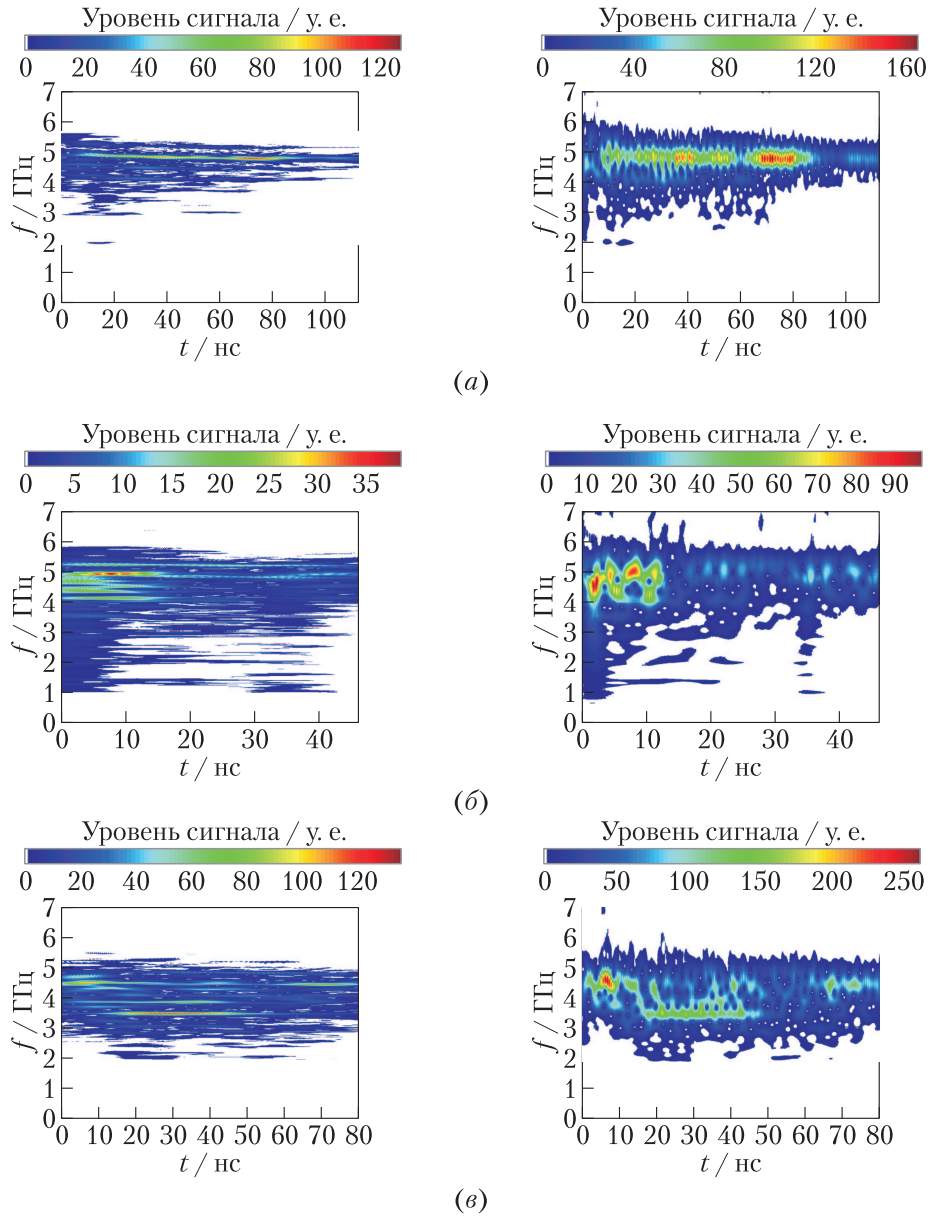 Уровень сигнала / у. е. Уровень сигнала / у. е.
0 20 40 60 80 100 120 0 40 80 120 160
7 7
6 6
5 5
4 4
3 3
2 2
1 1
0 0
f / ГГц f / ГГц
0 20 40 60 80 100 0 20 40 60 80 100
t / нс t / нс
(а)
Уровень сигнала / у. е. Уровень сигнала / у. е.
0 5 10 15 20 25 30 35 0 10 20 30 40 50 60 70 80 90
7 7
6 6
5 5
4 4
3 3
2 2
1 1
0 0
f / ГГц f / ГГц
0 10 20 30 40 0 10 20 30 40
t / нс t / нс
(б)
Уровень сигнала / у. е. Уровень сигнала / у. е.
0 20 40 60 80 100 120 0 50 100 150 200 250
7 7
6 6
5 5
4 4
3 3
2 2
1 1
0 0
f / ГГц f / ГГц
0 10 20 30 40 50 60 70 80 0 10 20 30 40 50 60 70 80
t / нс t / нс
(в)